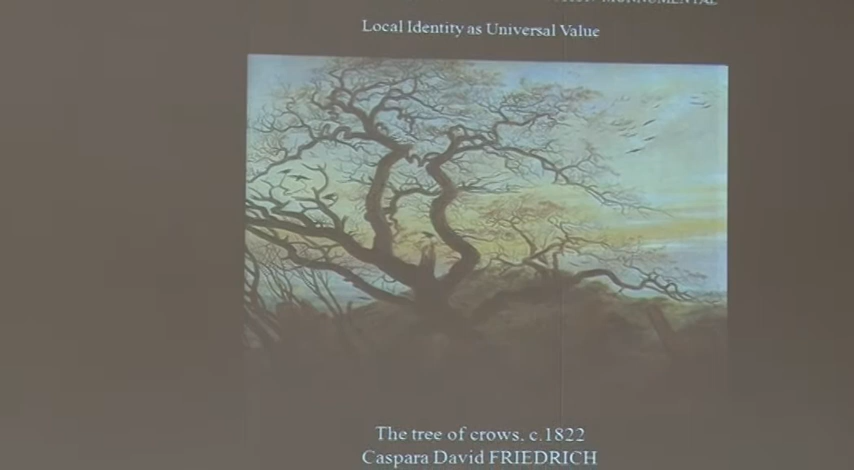 Local Identity as Universal Value
The tree of crows, c.1822
Caspara David FRIEDRICH